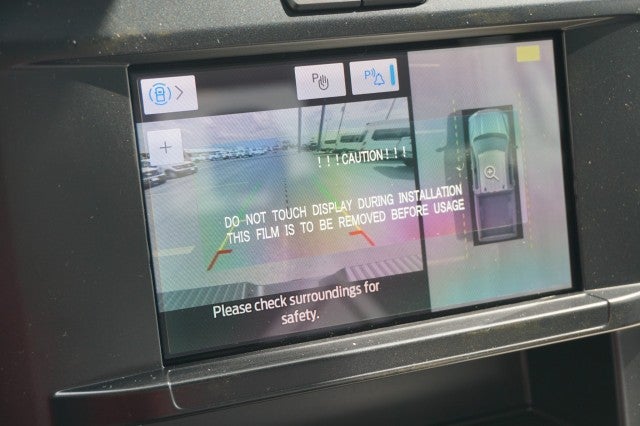 P
P
+
! ! ! CAUTION ! ! !
DO NOT TOUCH DISPLAY DURING INSTALLATION
THIS FILM IS TO BE REMOVED BEFORE USAGE
Please check surroundings for
safety.